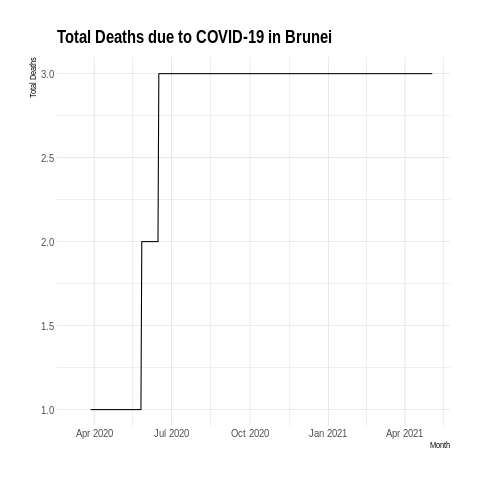 Total Deaths due to COVID-19 in Brunei
Total Deaths
3.0
2.5
2.0
1.5
1.0
Apr 2020 Jul 2020 Oct 2020 Jan 2021 Apr 2021
Month